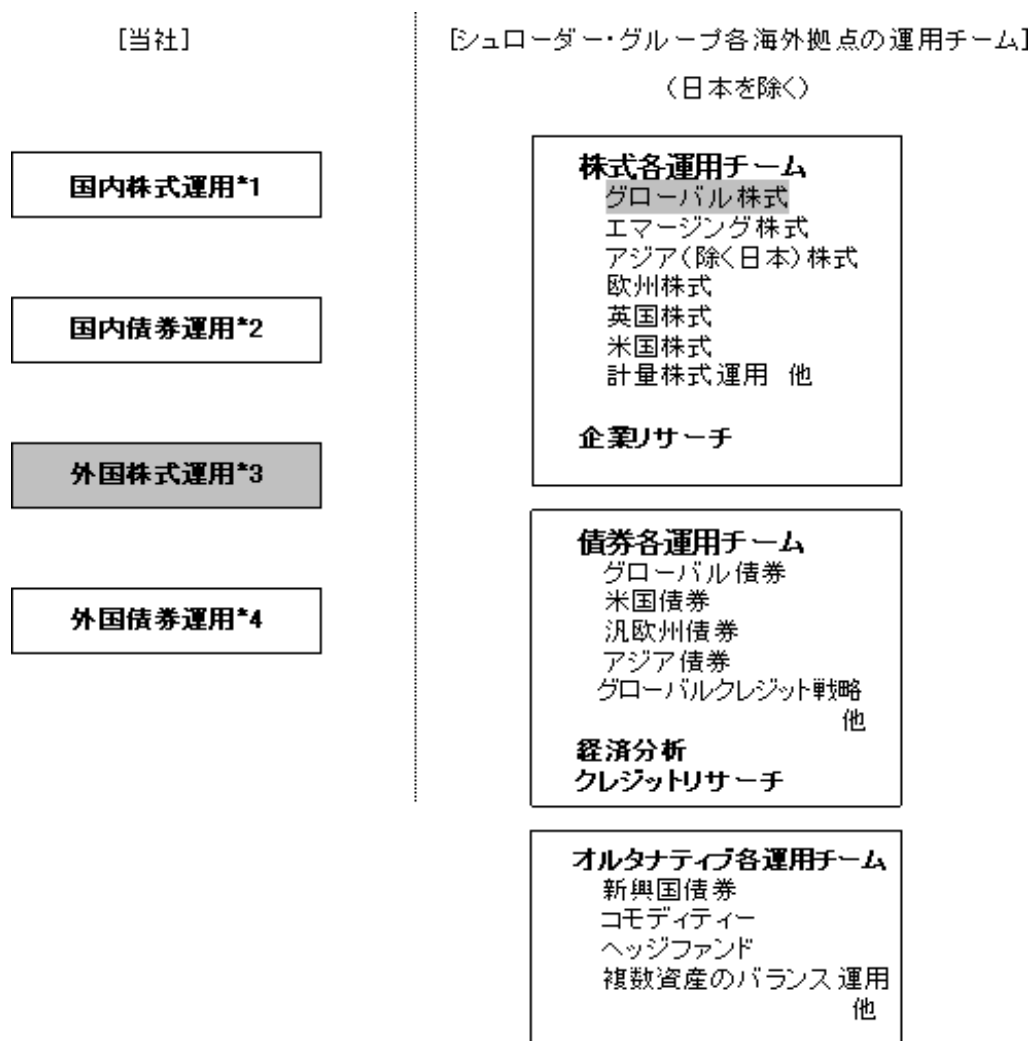 [当社]
国内株式運用*1
国内債券運用*2
外国株式運用*3
外国債券運用*4
[シュローダー・グループ各海外拠点の運用チーム]
（日本を除く）
株式各運用チーム
グローバル株式
エマージング株式
アジア（除く日本）株式
欧州株式
英国株式
米国株式
計量株式運用 他
企業リサーチ
債券各運用チーム
グローバル債券
米国債券
汎欧州債券
アジア債券
グローバルクレジット戦略
他
経済分析
クレジットリサーチ
オルタナティブ各運用チーム
新興国債券
コモディティー
ヘッジファンド
複数資産のバランス運用
他